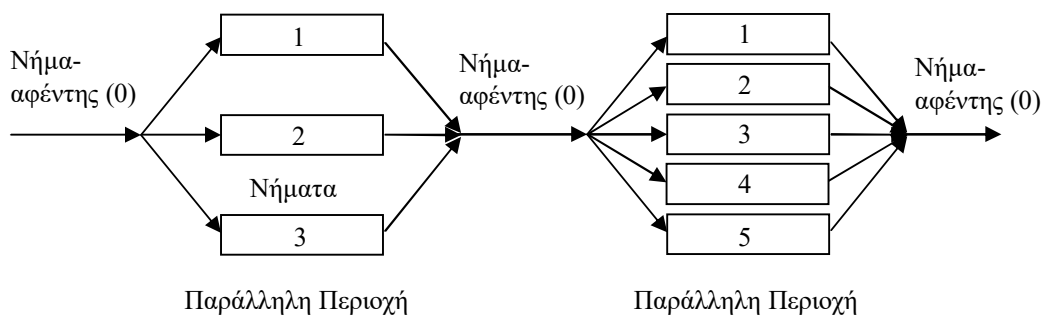 Νήμα-
αφέντης (0)
1
2
Νήματα
3
Παράλληλη Περιοχή
Νήμα-
αφέντης (0)
1
2
3
4
5
Παράλληλη Περιοχή
Νήμα-
αφέντης (0)